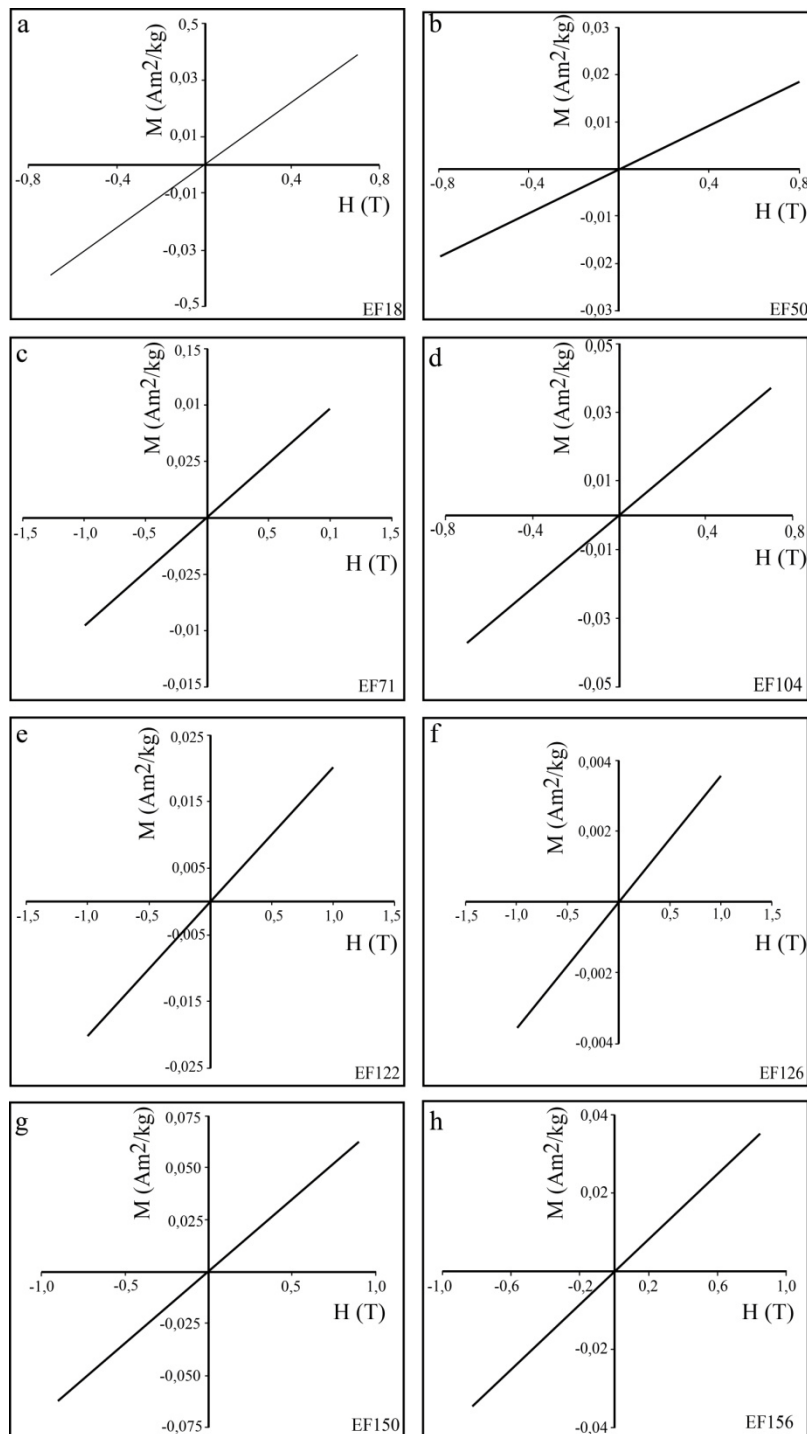 a
M (Am²/kg)
0,5
0,03
0,01
-0,8
-0,4
0,4
0,8
-0,01
H (T)
-0,03
-0,5
EF18
b
M (Am²/kg)
0,03
0,02
0,01
-0,8
-0,4
0,4
0,8
H (T)
-0,01
-0,02
-0,03
EF50
c
M (Am²/kg)
0,15
0,01
0,025
-1,5
-1,0
-0,5
0,5
0,1
1,5
H (T)
-0,025
-0,01
-0,015
EF71
d
M (Am²/kg)
0,05
0,03
0,01
-0,8
-0,4
0,4
0,8
-0,01
H (T)
-0,03
-0,05
EF104
e
M (Am²/kg)
0,025
0,015
0,005
-1,5
-1,0
-0,5
0,5
1,0
1,5
-0,005
H (T)
-0,015
-0,025
EF122
f
M (Am²/kg)
0,004
0,002
-1,5
-1,0
-0,5
0,5
1,0
1,5
H (T)
-0,002
-0,004
EF126
g
M (Am²/kg)
0,075
0,050
0,025
-1,0
-0,5
0,5
1,0
H (T)
-0,025
-0,050
-0,075
EF150
h
M (Am²/kg)
0,04
0,02
-1,0
-0,6
-0,2
0,2
0,6
1,0
H (T)
-0,02
-0,04
EF156